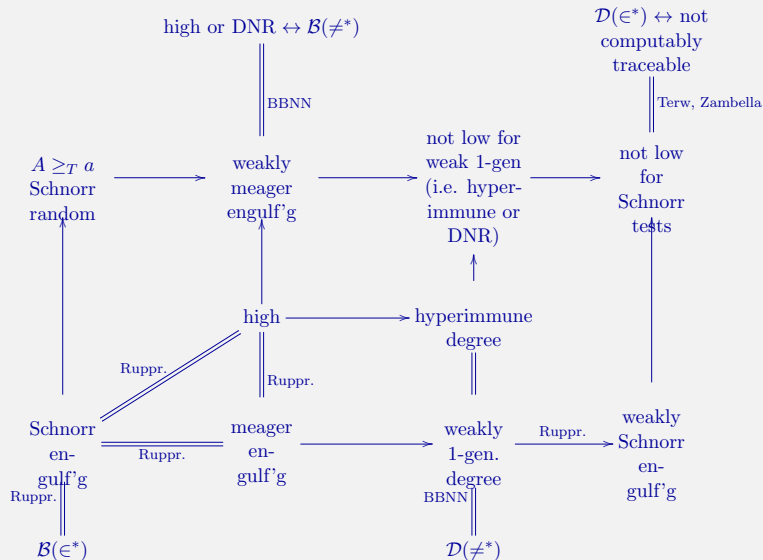 high or DNR ↔ 𝓑(≠*)
𝓓(∈*) ↔ not
computably
traceable
BBNN
Terw, Zambella
A ≥_T a
Schnorr
random
weakly
meager
engulf'g
not low for
weak 1-gen
(i.e. hyper-
immune or
DNR)
not low
for
Schnorr
tests
high
hyperimmune
degree
Ruppr.
Ruppr.
Schnorr
en-
gulf'g
Ruppr.
meager
en-
gulf'g
weakly
1-gen.
degree
Ruppr.
weakly
Schnorr
en-
gulf'g
Ruppr.
BBNN
𝓑(∈*)
𝓓(≠*)